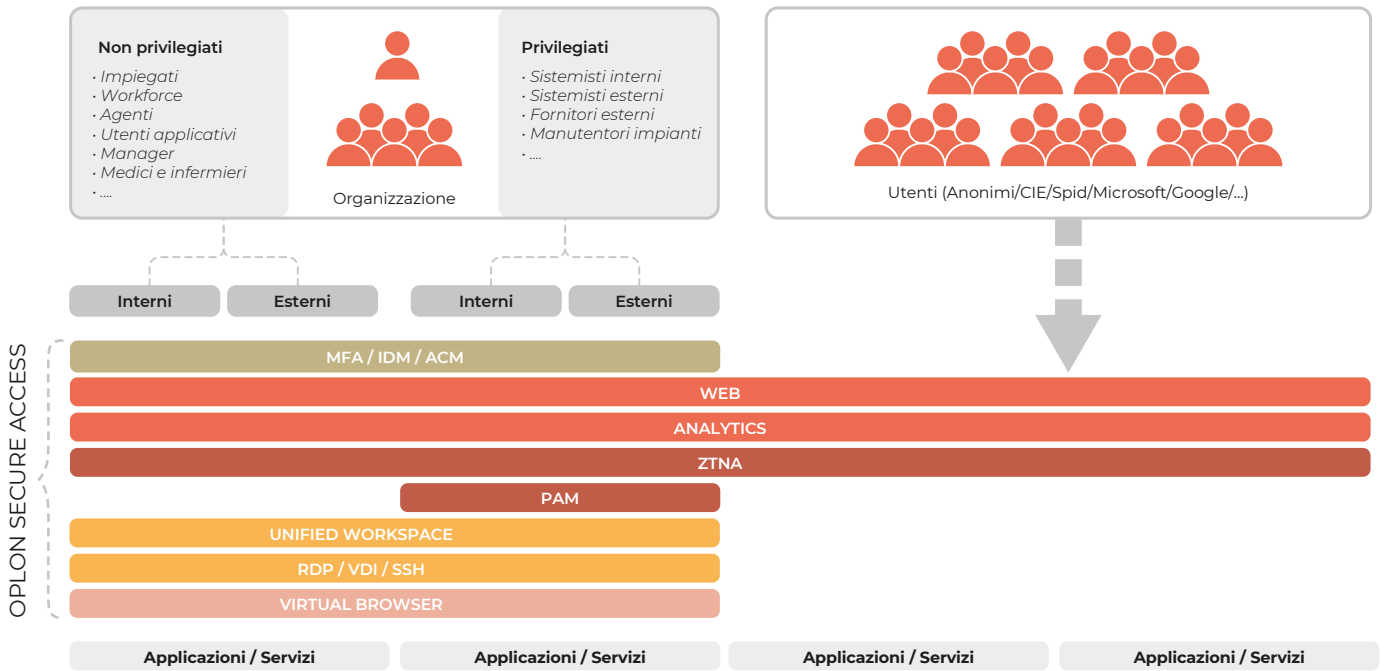 Non privilegiati
· Impiegati
· Workforce
· Agenti
· Utenti applicativi
· Manager
· Medici e infermieri
· ....
Organizzazione
Privilegiati
· Sistemisti interni
· Sistemisti esterni
· Fornitori esterni
· Manutentori impianti
· ....
Utenti (Anonimi/CIE/Spid/Microsoft/Google/...)
Interni
Esterni
Interni
Esterni
OPLON SECURE ACCESS
MFA / IDM / ACM
WEB
ANALYTICS
ZTNA
PAM
UNIFIED WORKSPACE
RDP / VDI / SSH
VIRTUAL BROWSER
Applicazioni / Servizi
Applicazioni / Servizi
Applicazioni / Servizi
Applicazioni / Servizi